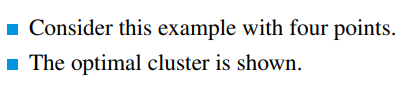 Consider this example with four points.
The optimal cluster is shown.